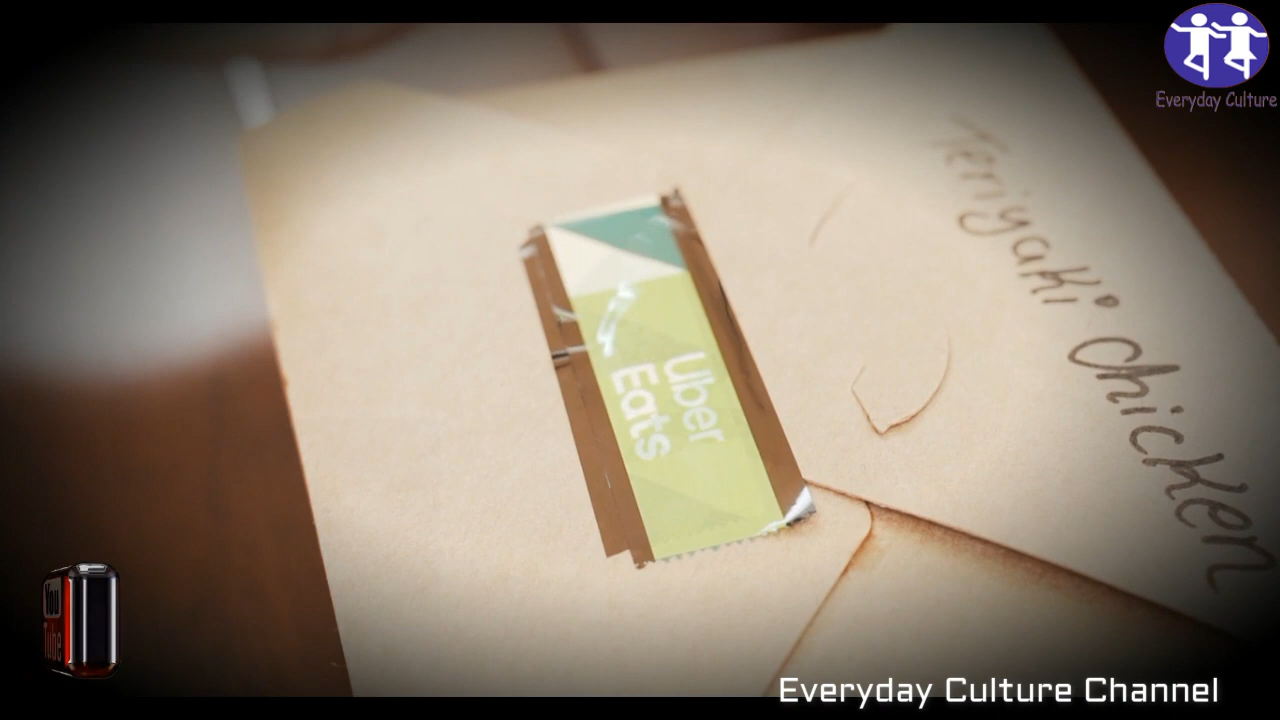 Everyday Culture
Teriyaki chicken
Uber
Eats
You
Tube
Everyday Culture Channel